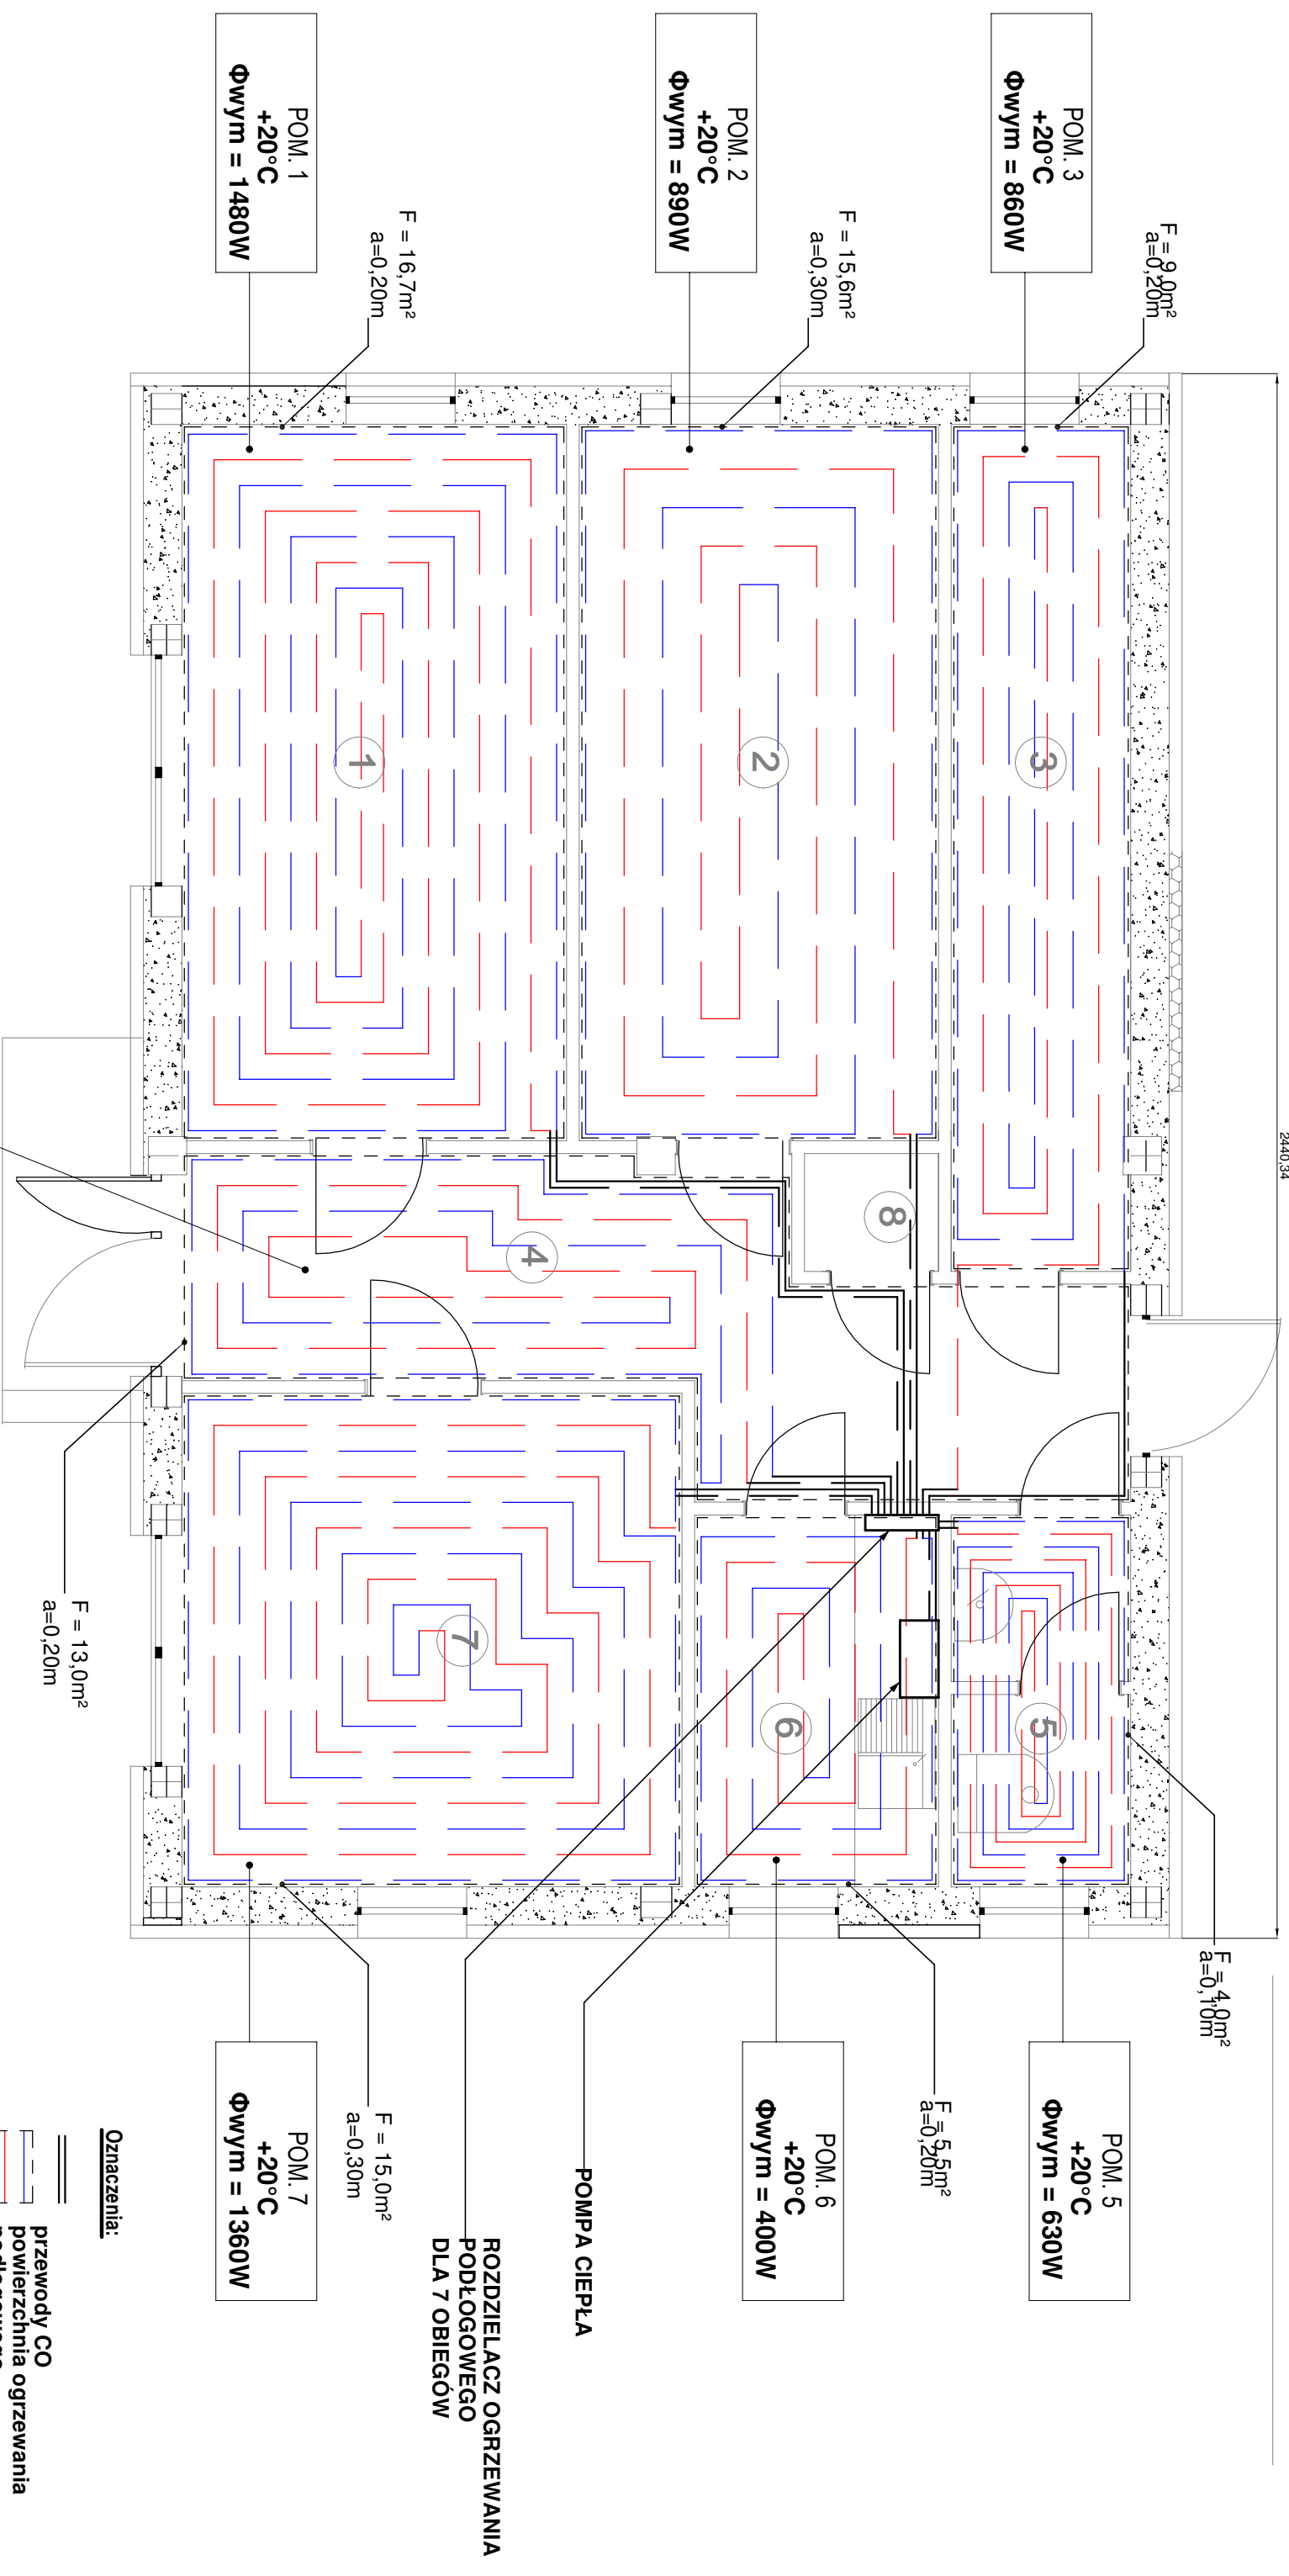 2440,34
POM. 3
+20°C
Φwym = 860W
F = 9,0m²
a=0,20m
POM. 2
+20°C
Φwym = 890W
F = 15,6m²
a=0,30m
POM. 1
+20°C
Φwym = 1480W
F = 16,7m²
a=0,20m
3
2
1
8
4
5
6
7
F = 13,0m²
a=0,20m
F = 4,0m²
a=0,10m
POM. 5
+20°C
Φwym = 630W
F = 5,5m²
a=0,20m
POM. 6
+20°C
Φwym = 400W
F = 15,0m²
a=0,30m
POM. 7
+20°C
Φwym = 1360W
POMPA CIEPŁA
ROZDZIELACZ OGRZEWANIA
PODŁOGOWEGO
DLA 7 OBIEGÓW
Oznaczenia:
przewody CO
powierzchnia ogrzewania